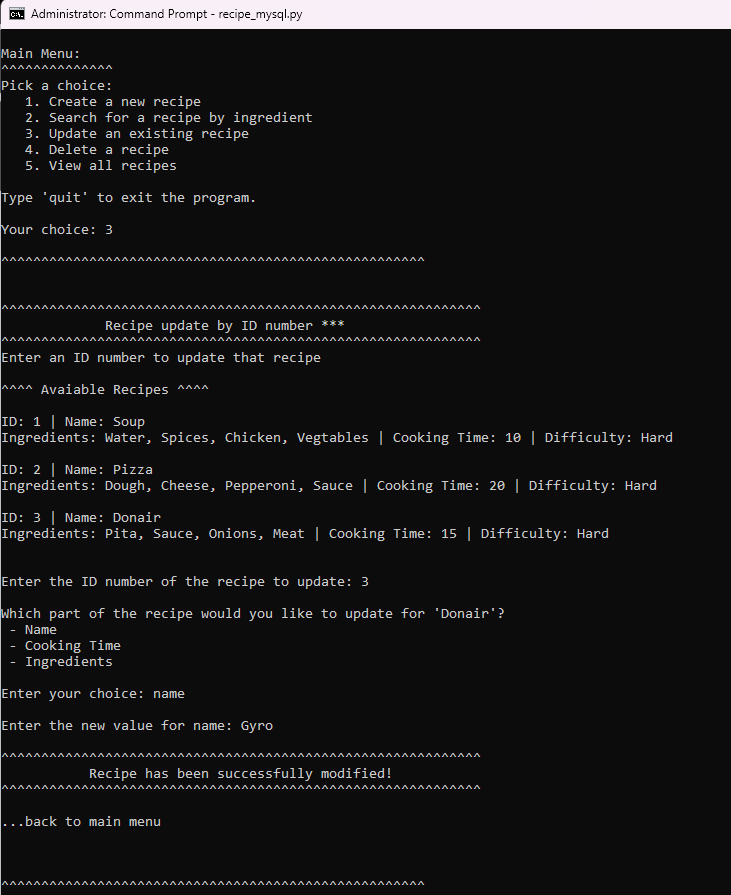 Administrator: Command Prompt - recipe_mysql.py
Main Menu:
^^^^^^^^^^^^^^
Pick a choice:
1. Create a new recipe
2. Search for a recipe by ingredient
3. Update an existing recipe
4. Delete a recipe
5. View all recipes
Type 'quit' to exit the program.
Your choice: 3
^^^^^^^^^^^^^^^^^^^^^^^^^^^^^^^^^^^^^^^^^^^^^^^^^^^^^
^^^^^^^^^^^^^^^^^^^^^^^^^^^^^^^^^^^^^^^^^^^^^^^^^^^^^^^^^^^^
Recipe update by ID number ***
^^^^^^^^^^^^^^^^^^^^^^^^^^^^^^^^^^^^^^^^^^^^^^^^^^^^^^^^^^^^
Enter an ID number to update that recipe
^^^^ Avaiable Recipes ^^^^
ID: 1 | Name: Soup
Ingredients: Water, Spices, Chicken, Vegtables | Cooking Time: 10 | Difficulty: Hard
ID: 2 | Name: Pizza
Ingredients: Dough, Cheese, Pepperoni, Sauce | Cooking Time: 20 | Difficulty: Hard
ID: 3 | Name: Donair
Ingredients: Pita, Sauce, Onions, Meat | Cooking Time: 15 | Difficulty: Hard
Enter the ID number of the recipe to update: 3
Which part of the recipe would you like to update for 'Donair'?
- Name
- Cooking Time
- Ingredients
Enter your choice: name
Enter the new value for name: Gyro
^^^^^^^^^^^^^^^^^^^^^^^^^^^^^^^^^^^^^^^^^^^^^^^^^^^^^^^^^^^^
Recipe has been successfully modified!
^^^^^^^^^^^^^^^^^^^^^^^^^^^^^^^^^^^^^^^^^^^^^^^^^^^^^^^^^^^^
...back to main menu
^^^^^^^^^^^^^^^^^^^^^^^^^^^^^^^^^^^^^^^^^^^^^^^^^^^^^